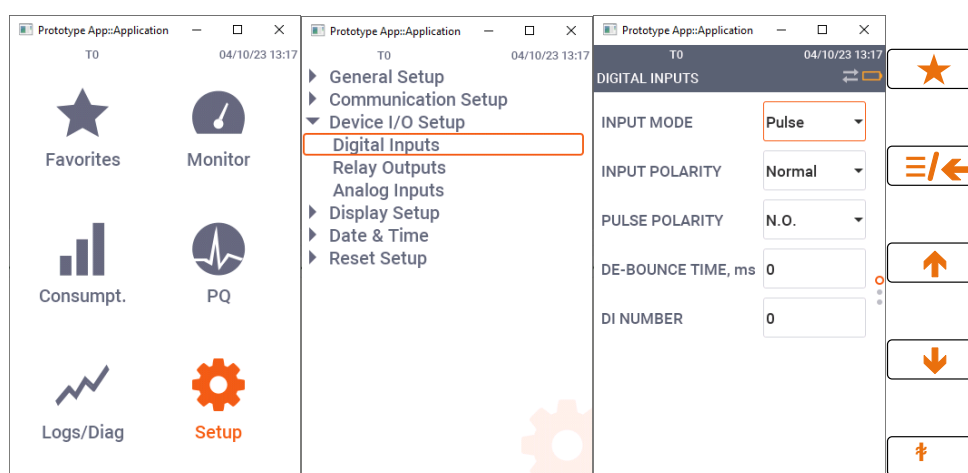 Prototype App::Application
T0 04/10/23 13:17
Favorites Monitor
Consumpt. PQ
Logs/Diag Setup
Prototype App::Application
T0 04/10/23 13:17
General Setup
Communication Setup
Device I/O Setup
Digital Inputs
Relay Outputs
Analog Inputs
Display Setup
Date & Time
Reset Setup
Prototype App::Application
T0 04/10/23 13:17
DIGITAL INPUTS
INPUT MODE Pulse
INPUT POLARITY Normal
PULSE POLARITY N.O.
DE-BOUNCE TIME, ms 0
DI NUMBER 0